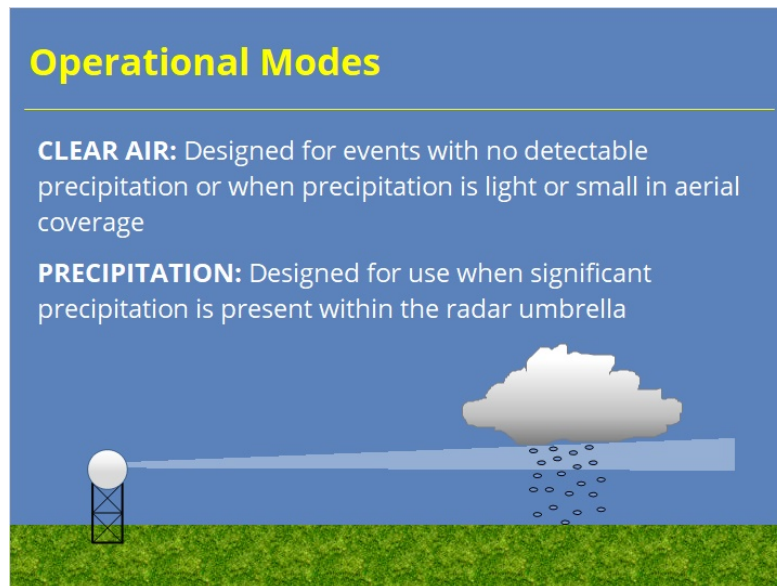 Operational Modes
CLEAR AIR: Designed for events with no detectable
precipitation or when precipitation is light or small in aerial
coverage
PRECIPITATION: Designed for use when significant
precipitation is present within the radar umbrella